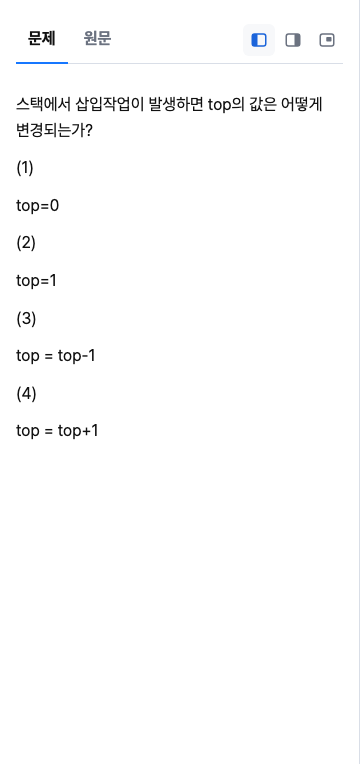 문제 원문
스택에서 삽입작업이 발생하면 top의 값은 어떻게
변경되는가?
(1)
top=0
(2)
top=1
(3)
top = top-1
(4)
top = top+1